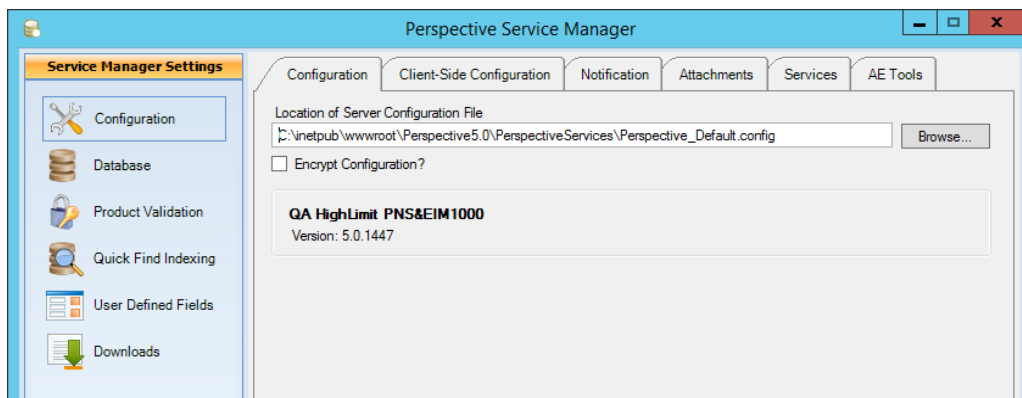 Perspective Service Manager
Service Manager Settings
Configuration
Database
Product Validation
Quick Find Indexing
User Defined Fields
Downloads
Configuration
Client-Side Configuration
Notification
Attachments
Services
AE Tools
Location of Server Configuration File
C:\inetpub\wwwroot\Perspective5.0\PerspectiveServices\Perspective_Default.config
Browse...
Encrypt Configuration?
QA HighLimit PNS&EIM1000
Version: 5.0.1447